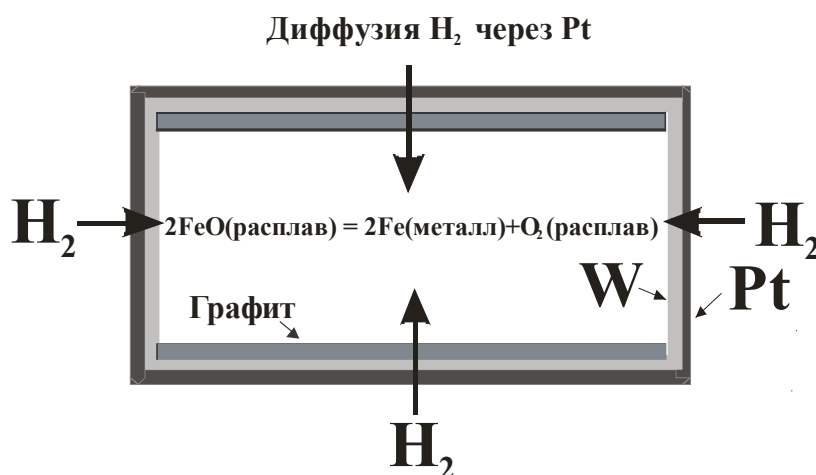 Диффузия H₂ через Pt
H₂
2FeO(расплав) = 2Fe(металл)+O₂(расплав)
H₂
W
Pt
Графит
H₂